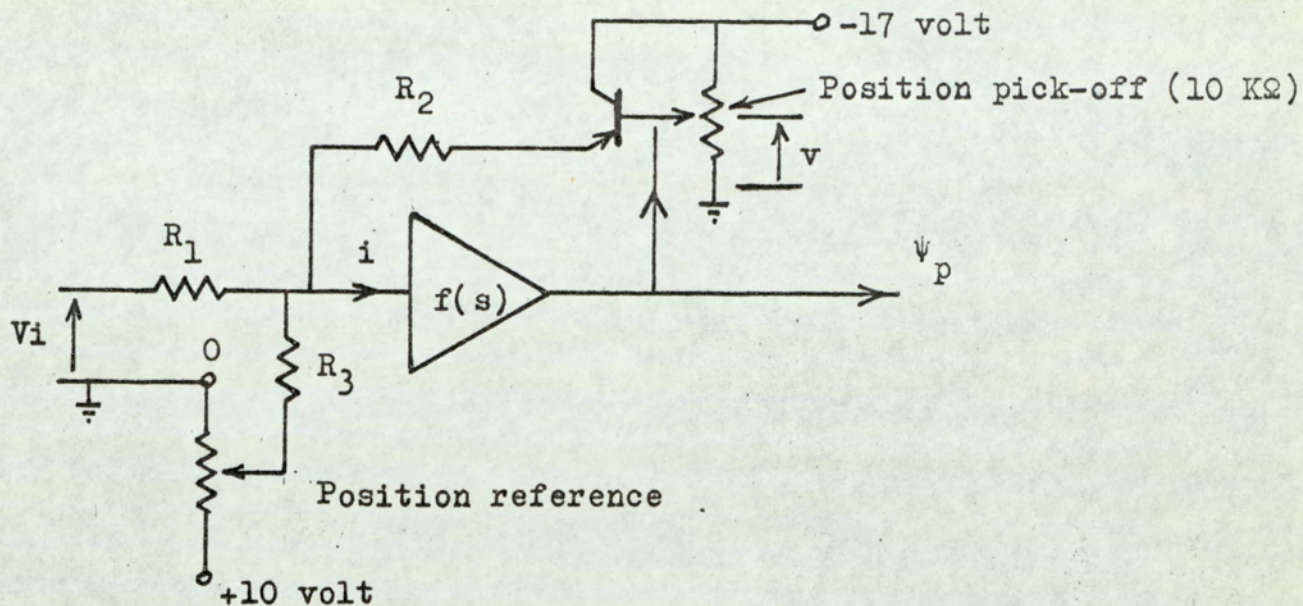 -17 volt
R2
Position pick-off (10 KΩ)
v
R1
i
ψp
f(s)
Vi
0
R3
Position reference
+10 volt